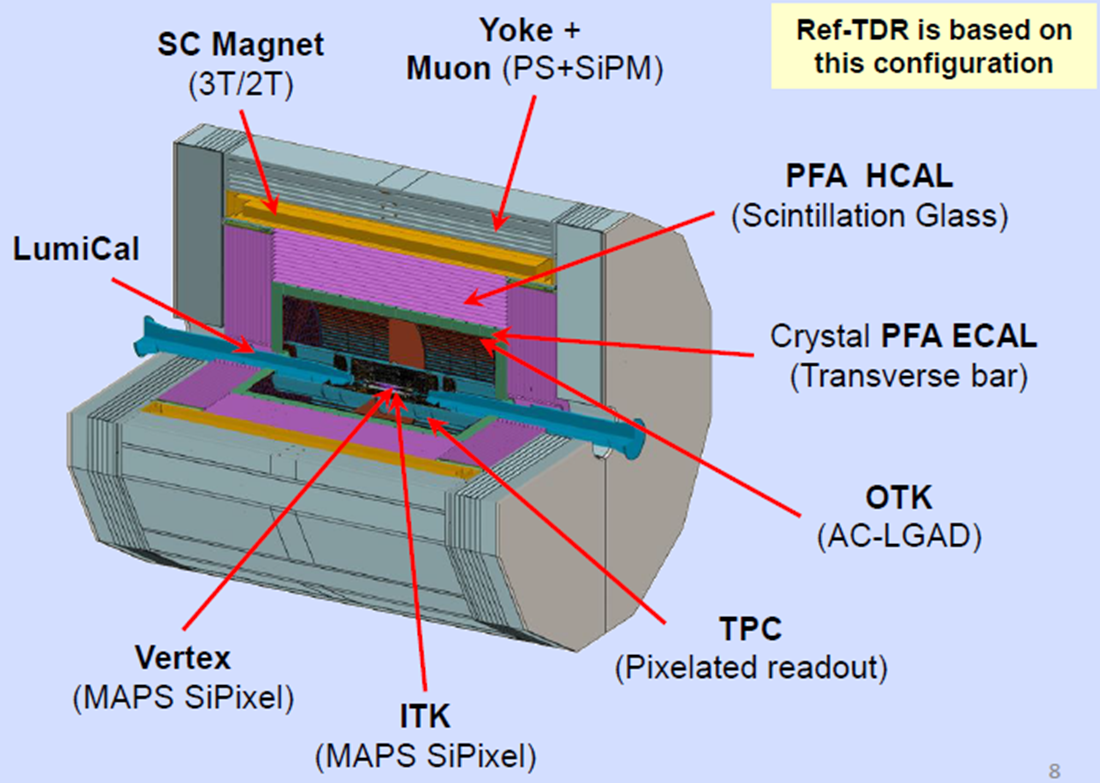 SC Magnet
(3T/2T)
Yoke +
Muon (PS+SiPM)
Ref-TDR is based on
this configuration
PFA HCAL
(Scintillation Glass)
LumiCal
Crystal PFA ECAL
(Transverse bar)
OTK
(AC-LGAD)
TPC
(Pixelated readout)
Vertex
(MAPS SiPixel)
ITK
(MAPS SiPixel)
8